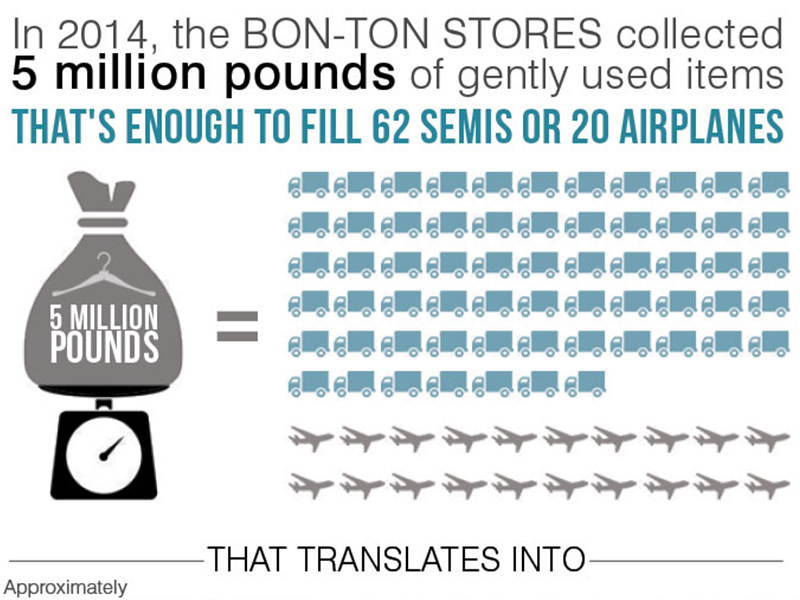 In 2014, the BON-TON STORES collected
5 million pounds of gently used items
THAT'S ENOUGH TO FILL 62 SEMIS OR 20 AIRPLANES
5 MILLION
POUNDS
=
THAT TRANSLATES INTO
Approximately